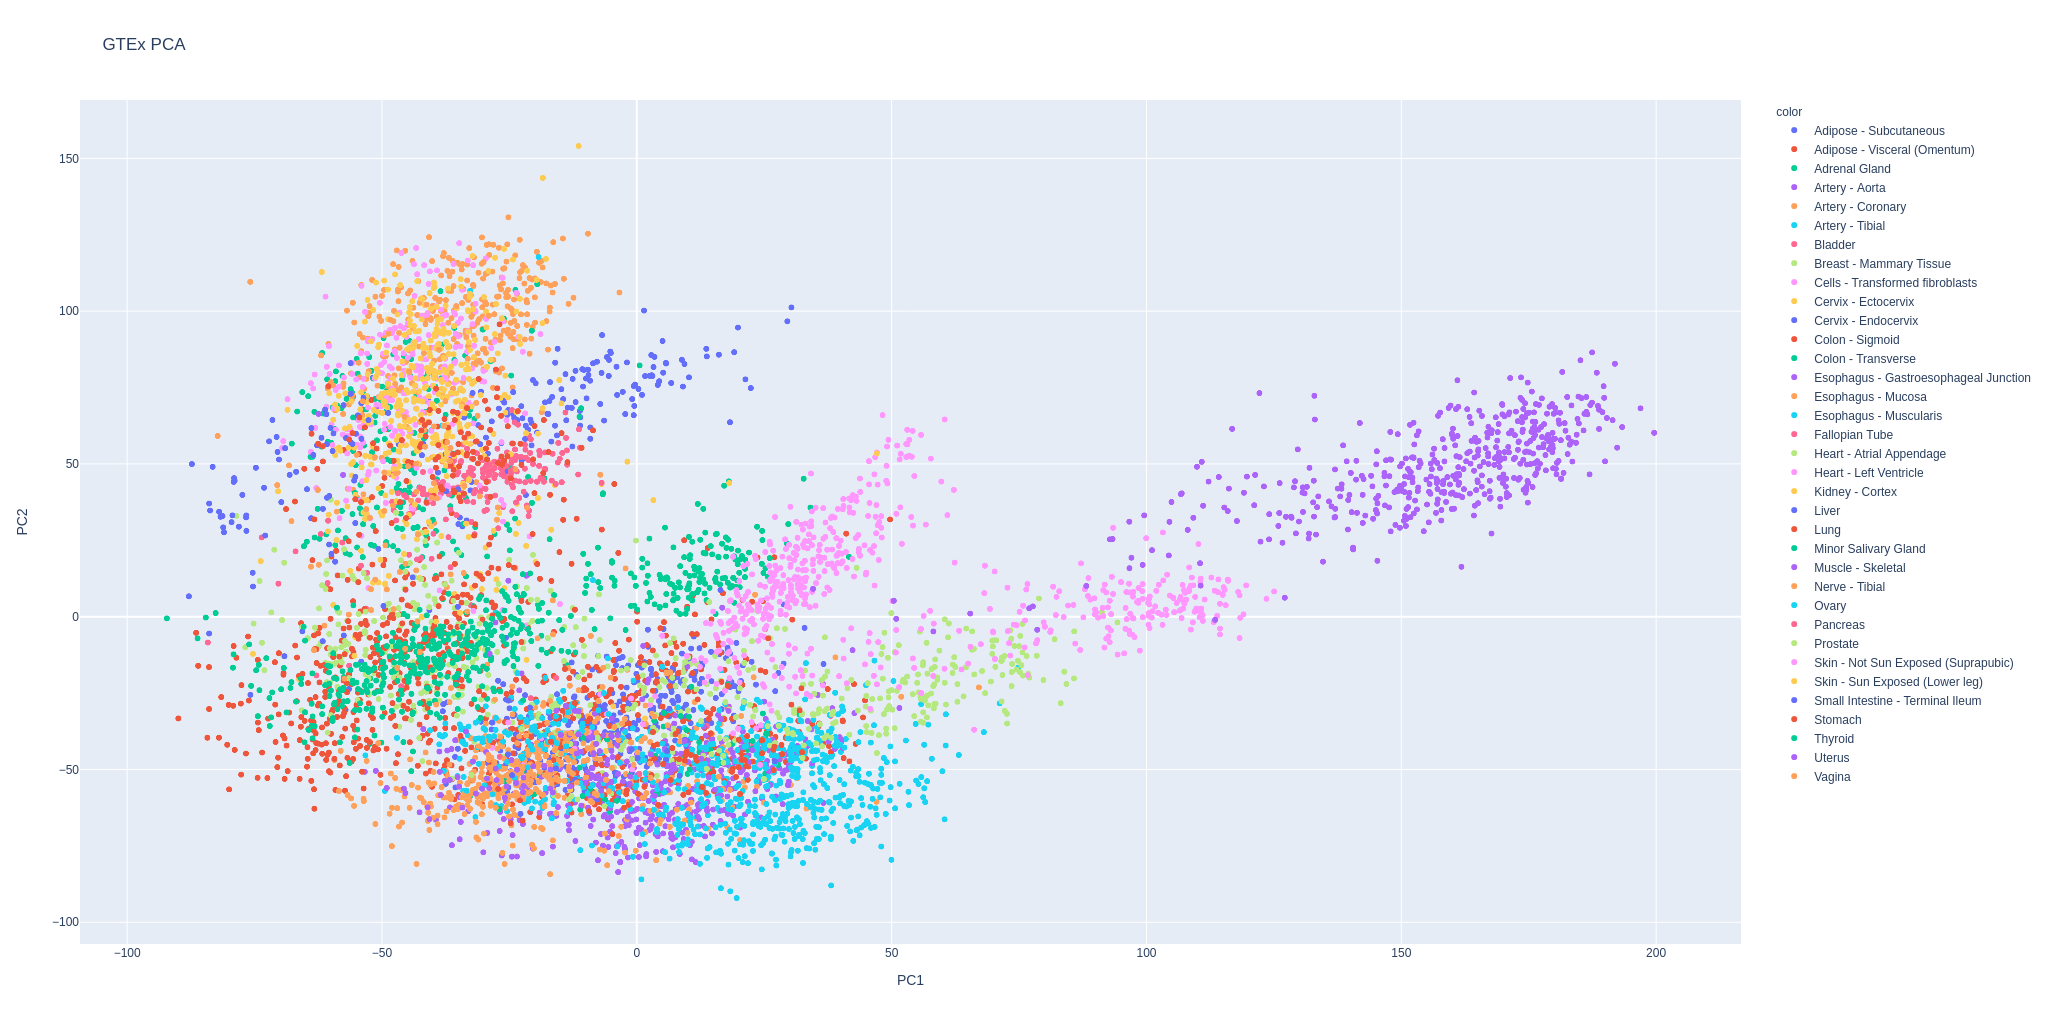 GTEx PCA
150
100
50
0
−50
−100
PC2
−100
−50
0
50
100
150
200
PC1
color
Adipose - Subcutaneous
Adipose - Visceral (Omentum)
Adrenal Gland
Artery - Aorta
Artery - Coronary
Artery - Tibial
Bladder
Breast - Mammary Tissue
Cells - Transformed fibroblasts
Cervix - Ectocervix
Cervix - Endocervix
Colon - Sigmoid
Colon - Transverse
Esophagus - Gastroesophageal Junction
Esophagus - Mucosa
Esophagus - Muscularis
Fallopian Tube
Heart - Atrial Appendage
Heart - Left Ventricle
Kidney - Cortex
Liver
Lung
Minor Salivary Gland
Muscle - Skeletal
Nerve - Tibial
Ovary
Pancreas
Prostate
Skin - Not Sun Exposed (Suprapubic)
Skin - Sun Exposed (Lower leg)
Small Intestine - Terminal Ileum
Stomach
Thyroid
Uterus
Vagina